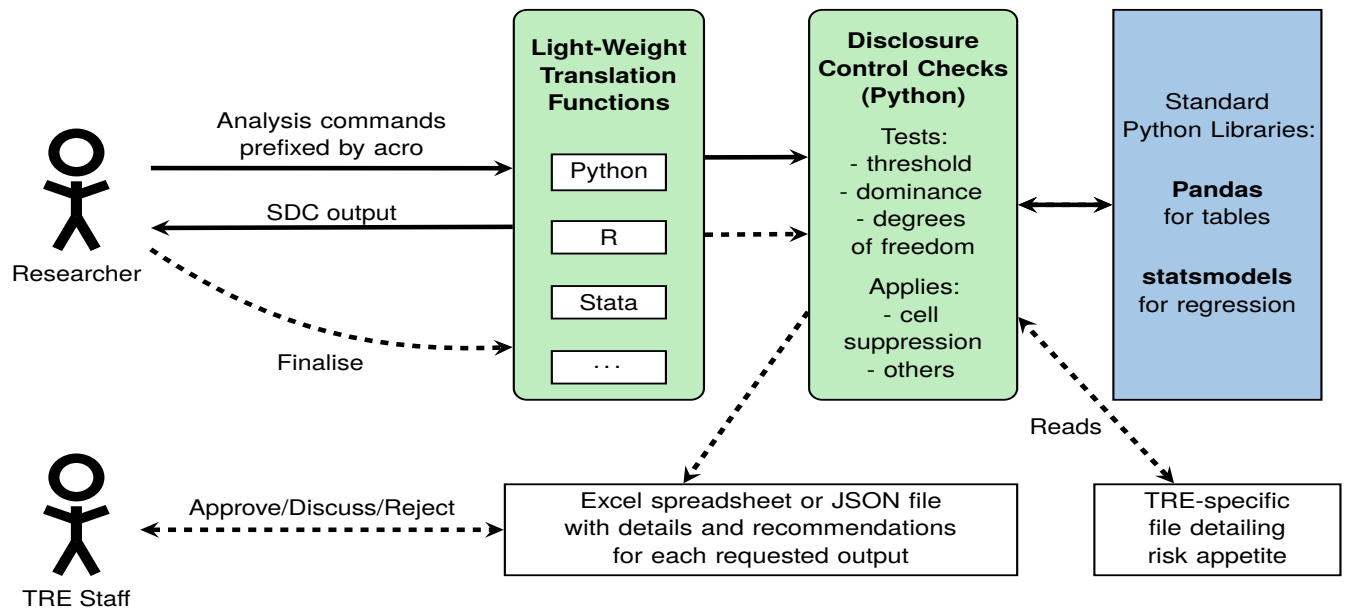 Light-Weight
Translation
Functions
Disclosure
Control Checks
(Python)
Standard
Python Libraries:
Pandas
for tables
statsmodels
for regression
Analysis commands
prefixed by acro
SDC output
Researcher
Finalise
Python
R
Stata
...
Tests:
- threshold
- dominance
- degrees
of freedom
Applies:
- cell
suppression
- others
Reads
TRE Staff
Approve/Discuss/Reject
Excel spreadsheet or JSON file
with details and recommendations
for each requested output
TRE-specific
file detailing
risk appetite